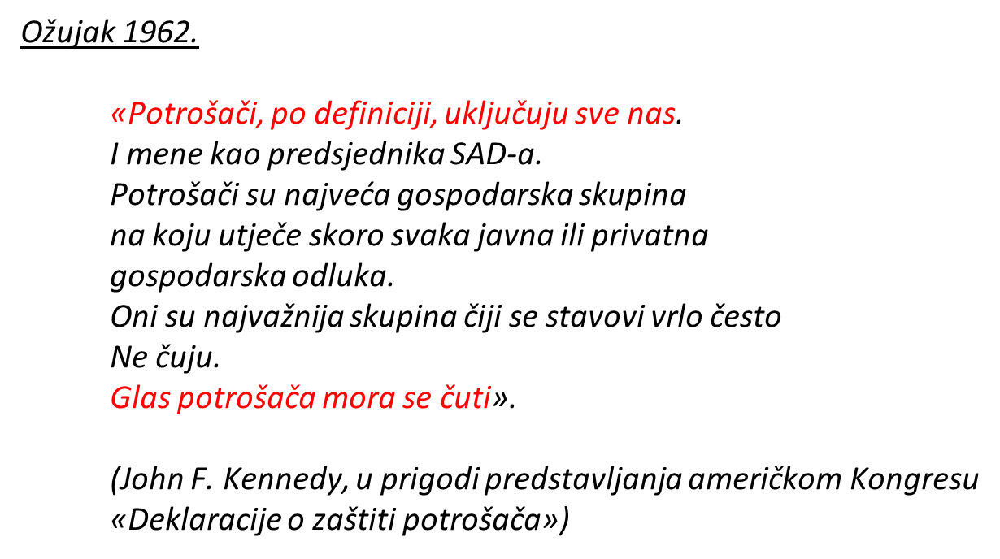 Ožujak 1962.
«Potrošači, po definiciji, uključuju sve nas.
I mene kao predsjednika SAD-a.
Potrošači su najveća gospodarska skupina
na koju utječe skoro svaka javna ili privatna
gospodarska odluka.
Oni su najvažnija skupina čiji se stavovi vrlo često
Ne čuju.
Glas potrošača mora se čuti».
(John F. Kennedy, u prigodi predstavljanja američkom Kongresu
«Deklaracije o zaštiti potrošača»)